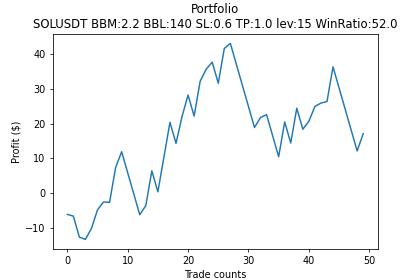 Portfolio
SOLUSDT BBM:2.2 BBL:140 SL:0.6 TP:1.0 lev:15 WinRatio:52.0
Profit ($)
40
30
20
10
0
−10
0 10 20 30 40 50
Trade counts